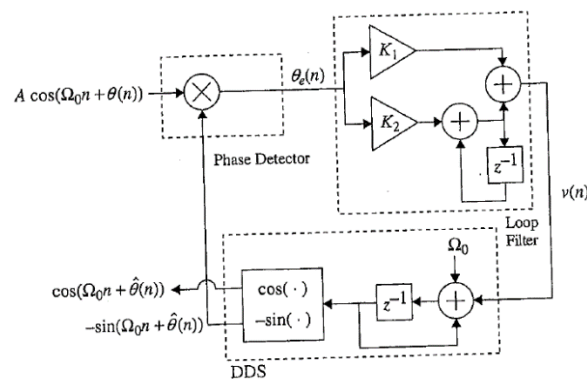 K₁
θₑ(n)
A cos(Ω₀n + θ(n))
×
+
K₂
+
Phase Detector
z⁻¹
v(n)
Loop
Filter
Ω₀
cos(Ω₀n + θ̂(n))
cos( · )
z⁻¹
+
−sin(Ω₀n + θ̂(n))
−sin( · )
DDS